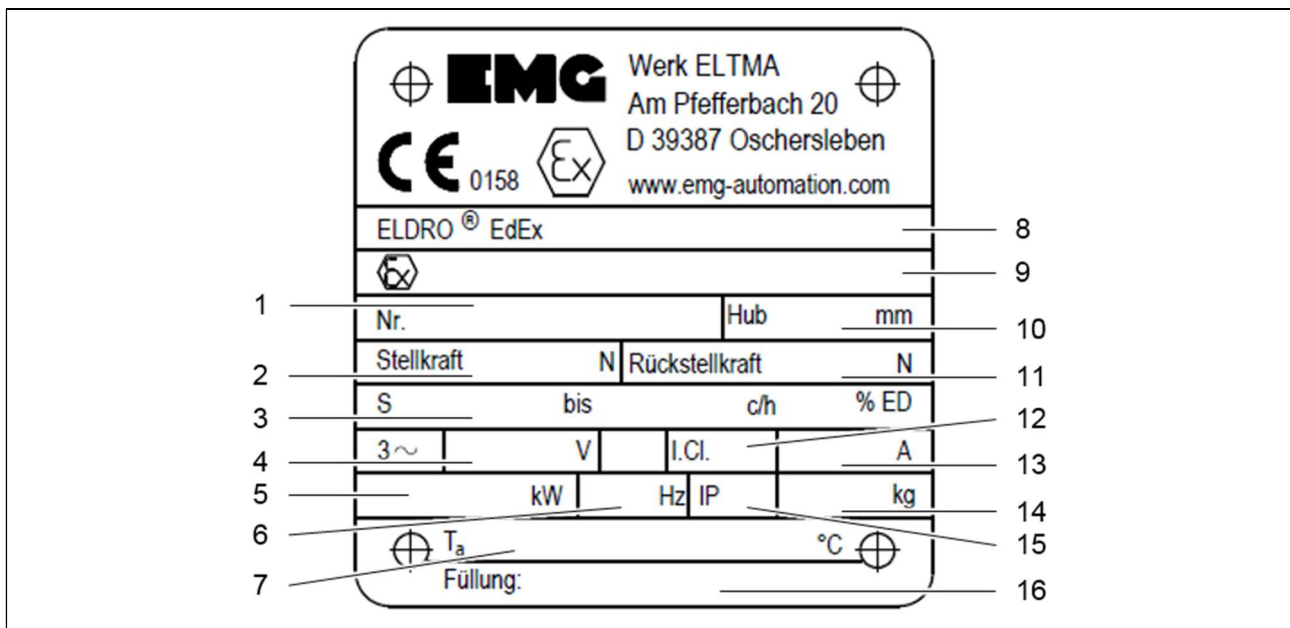 EMG Werk ELTMA
Am Pfefferbach 20
D 39387 Oschersleben
CE 0158 Ex www.emg-automation.com
ELDRO ® EdEx 8
Ex 9
1 Nr. Hub mm 10
2 Stellkraft N Rückstellkraft N 11
3 S bis c/h % ED 12
4 3~ V I.Cl. A 13
5 kW Hz IP kg 14
6 15
7 Ta °C
Füllung: 16